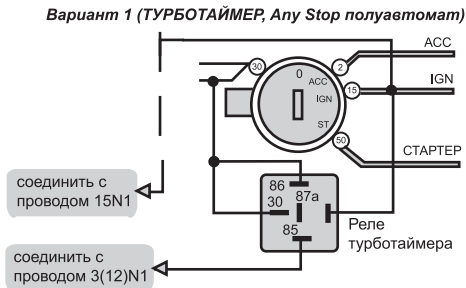 Вариант 1 (ТУРБОТАЙМЕР, Any Stop полуавтомат)
ACC
30
0
2
ACC
IGN
15
IGN
ST.
50
СТАРТЕР
соединить с
проводом 15N1
86
87a
30
85
Реле
турботаймера
соединить с
проводом 3(12)N1